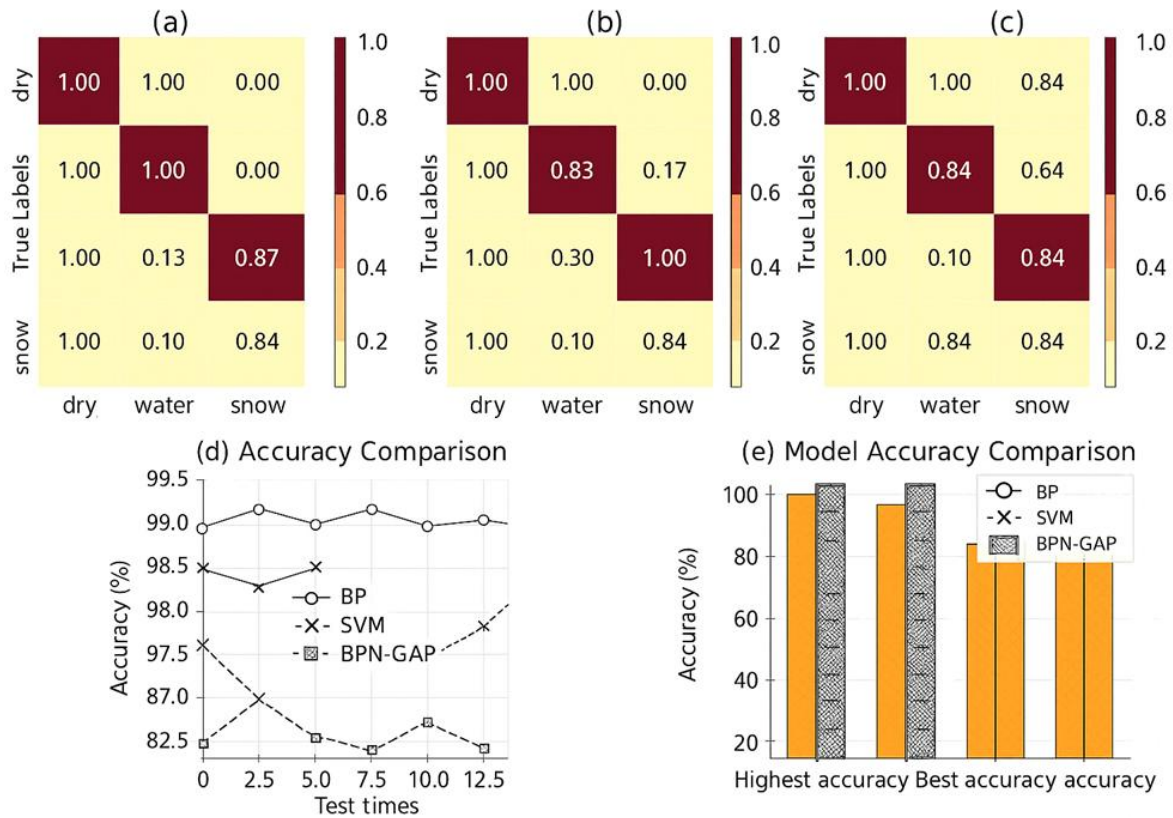 (a)
1.0
dry
1.00 1.00 0.00
0.8
True Labels
1.00 1.00 0.00
0.6
1.00 0.13 0.87
0.4
snow
1.00 0.10 0.84
0.2
dry water snow
(b)
1.0
dry
1.00 1.00 0.00
0.8
True Labels
1.00 0.83 0.17
0.6
1.00 0.30 1.00
0.4
snow
1.00 0.10 0.84
0.2
dry water snow
(c)
1.0
dry
1.00 1.00 0.84
0.8
True Labels
1.00 0.84 0.64
0.6
1.00 0.10 0.84
0.4
snow
1.00 0.84 0.84
0.2
dry water snow
(d) Accuracy Comparison
99.5
99.0
98.5
98.0
97.5
87.0
82.5
Accuracy (%)
BP
SVM
BPN-GAP
0 2.5 5.0 7.5 10.0 12.5
Test times
(e) Model Accuracy Comparison
100
80
60
40
20
Accuracy (%)
BP
SVM
BPN-GAP
Highest accuracy Best accuracy accuracy